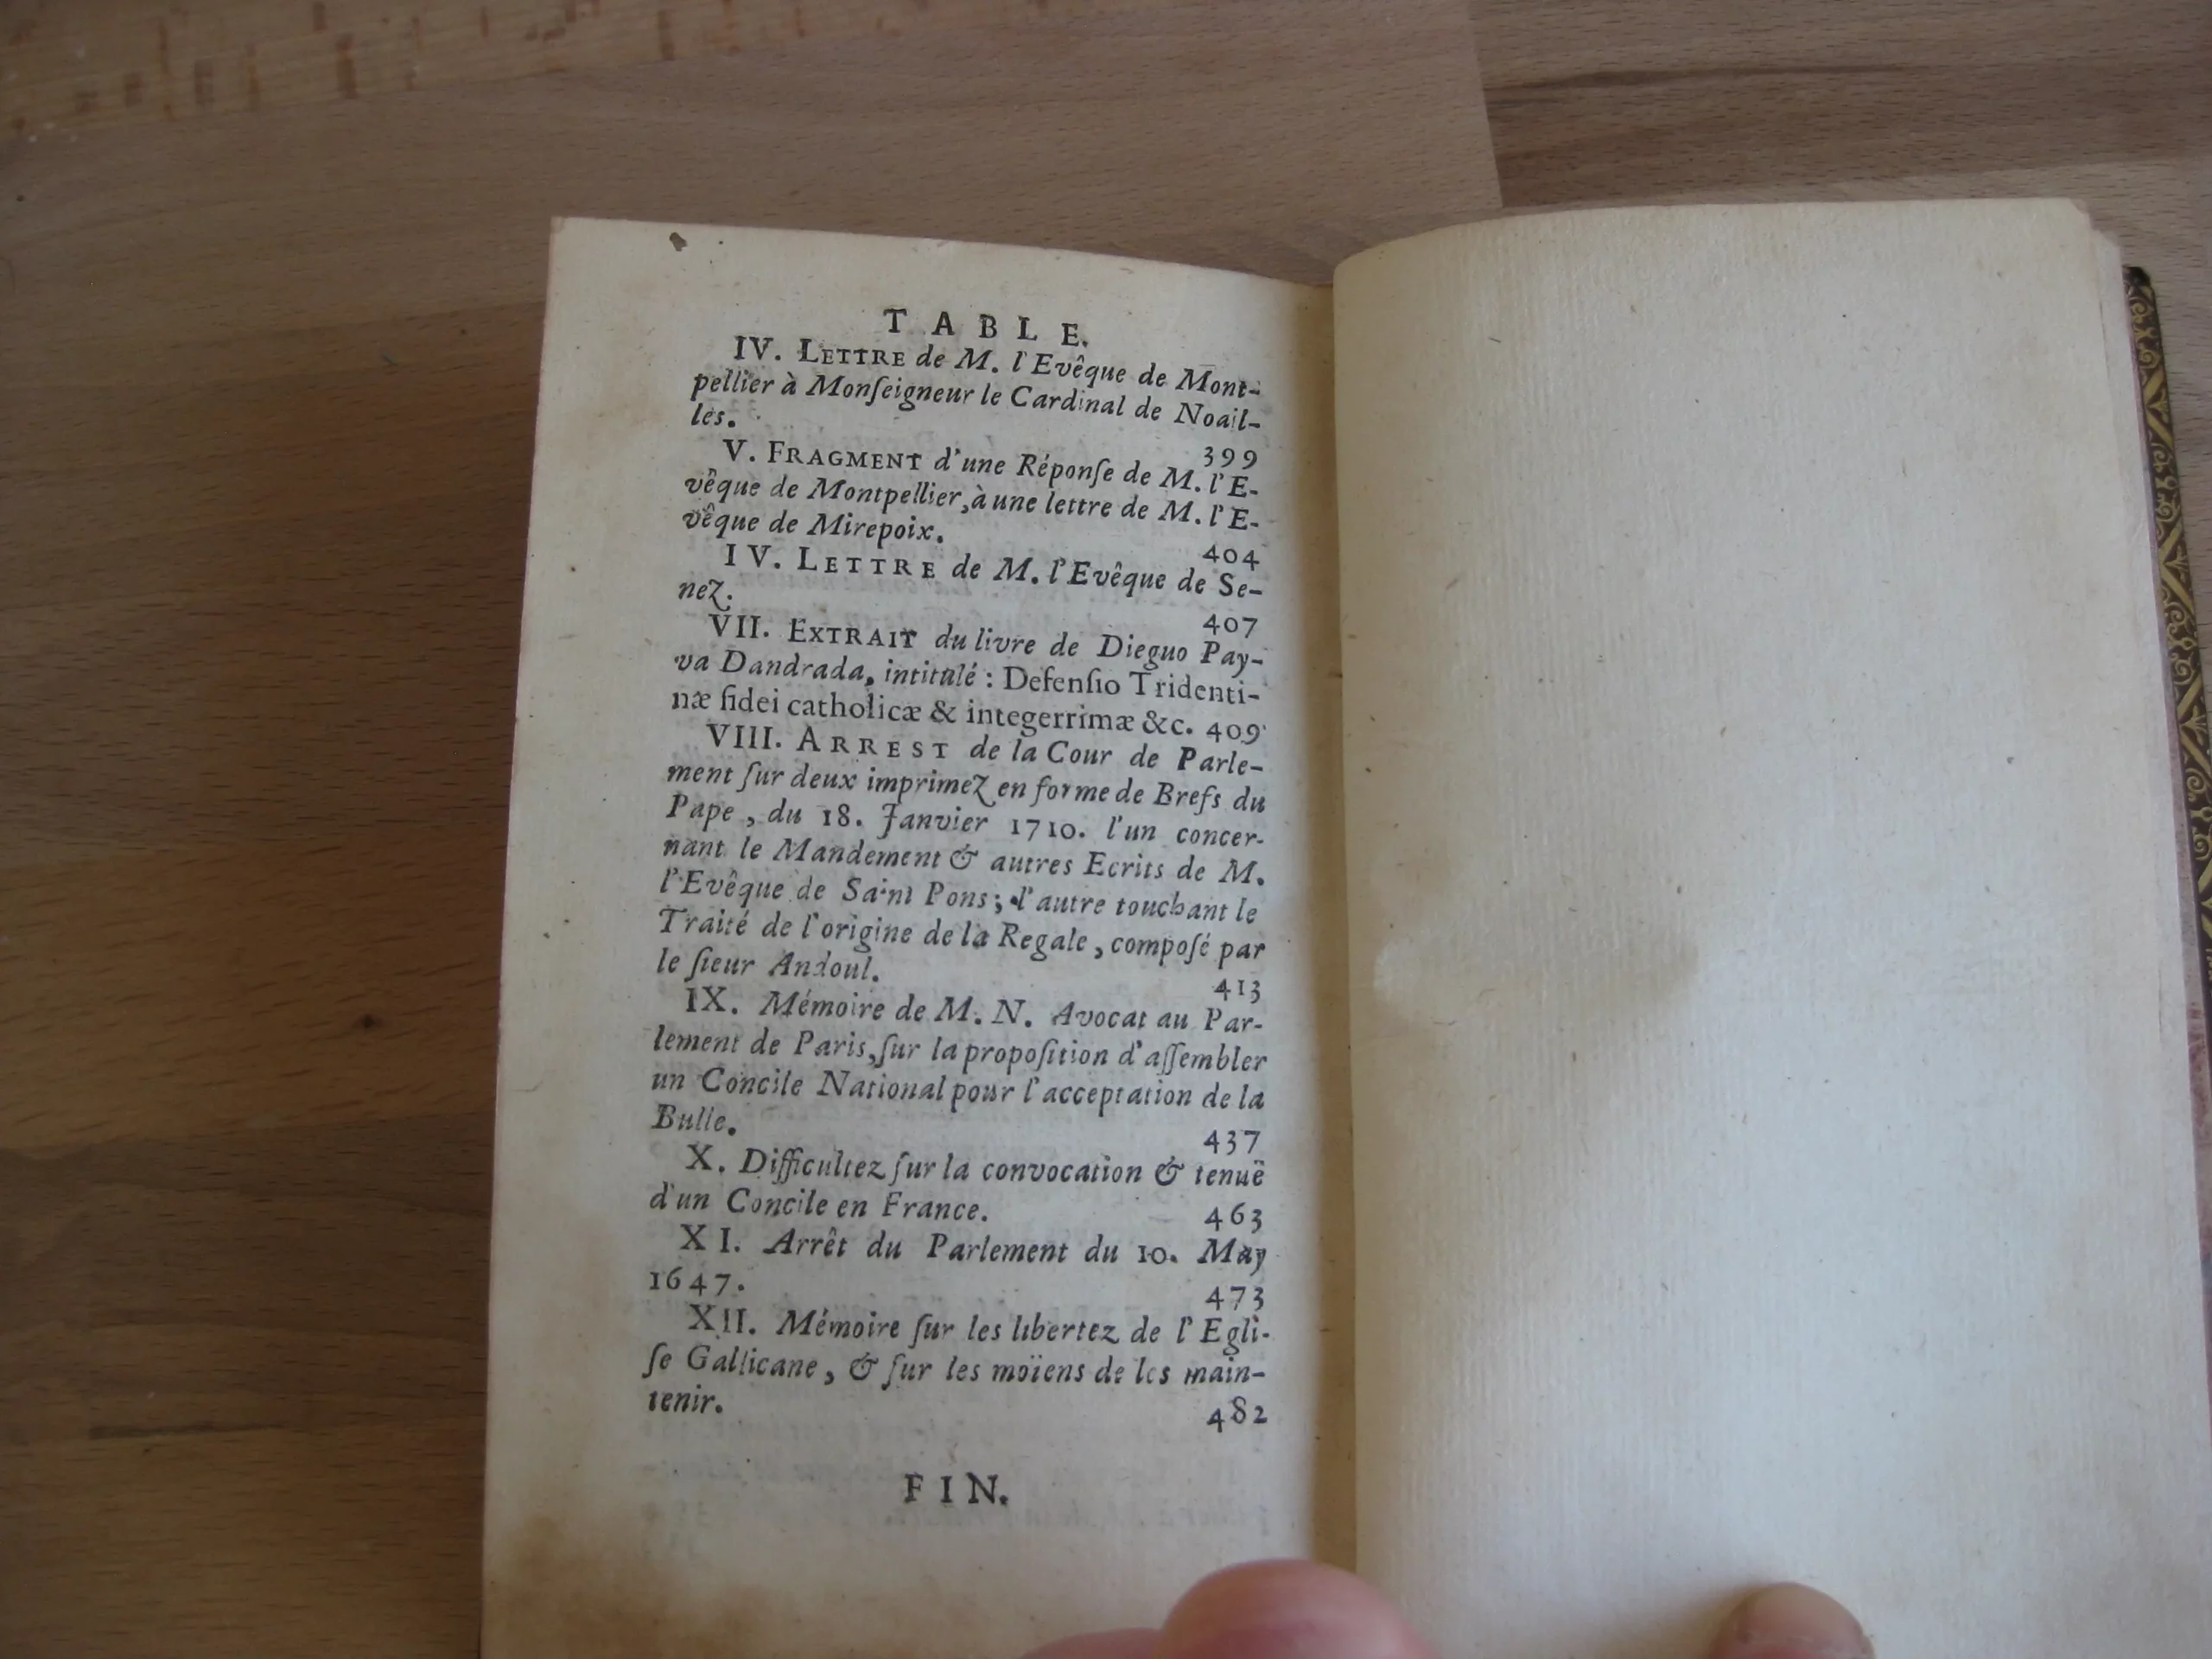 TABLE.
IV. LETTRE de M. l'Evêque de Mont-
pellier à Monſeigneur le Cardinal de Noail-
les. 399
V. FRAGMENT d'une Réponſe de M. l'E-
vêque de Montpellier, à une lettre de M. l'E-
vêque de Mirepoix. 404
IV. LETTRE de M. l'Evêque de Se-
nez. 407
VII. EXTRAIT du livre de Dieguo Pay-
va Dandrada, intitulé : Defenſio Tridenti-
næ fidei catholicæ & integerrimæ &c. 409
VIII. ARREST de la Cour de Parle-
ment ſur deux imprimez en forme de Brefs du
Pape, du 18. Janvier 1710. l'un concer-
nant le Mandement & autres Ecrits de M.
l'Evêque de Saint Pons; l'autre touchant le
Traité de l'origine de la Regale, compoſé par
le ſieur Andoul. 413
IX. Mémoire de M. N. Avocat au Par-
lement de Paris, ſur la propoſition d'aſſembler
un Concile National pour l'acceptation de la
Bulle. 437
X. Difficultez ſur la convocation & tenuë
d'un Concile en France. 463
XI. Arrêt du Parlement du 10. May
1647. 473
XII. Mémoire ſur les libertez de l'Egli-
ſe Gallicane, & ſur les moïens de les main-
tenir. 482
FIN.